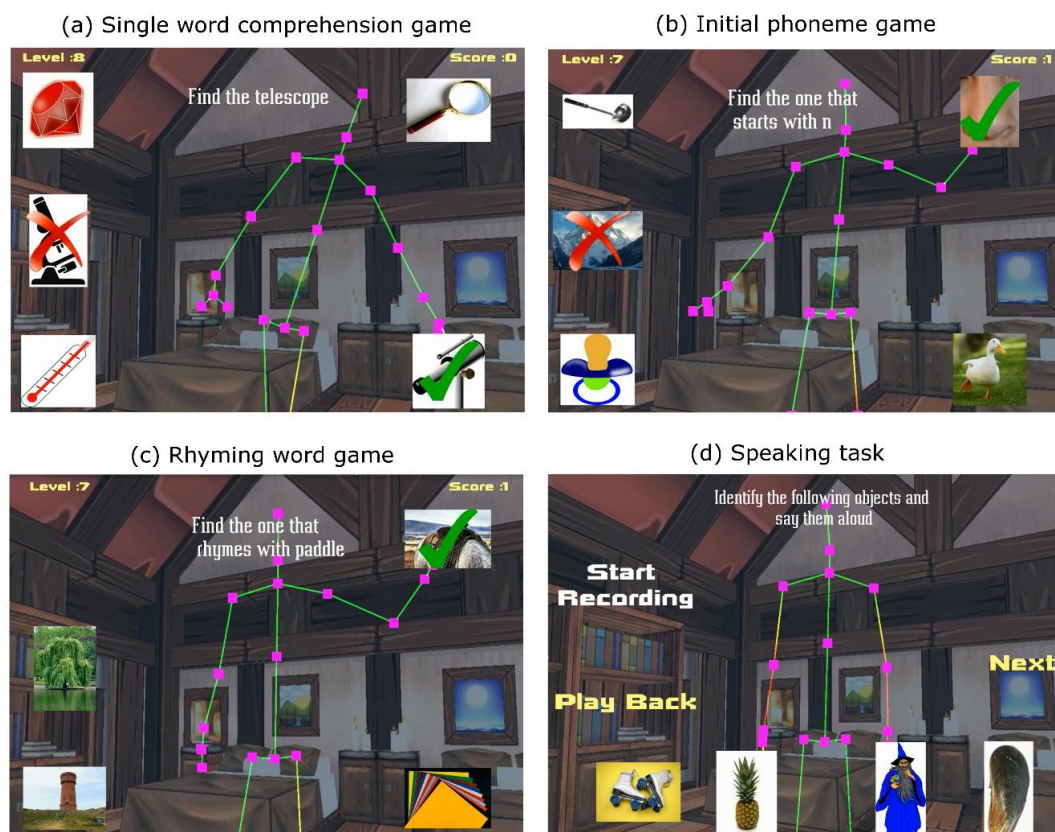 (a) Single word comprehension game
Level :8
Score :0
Find the telescope
(b) Initial phoneme game
Level :7
Score :1
Find the one that
starts with n
(c) Rhyming word game
Level :7
Score :1
Find the one that
rhymes with paddle
(d) Speaking task
Identify the following objects and
say them aloud
Start
Recording
Play Back
Next